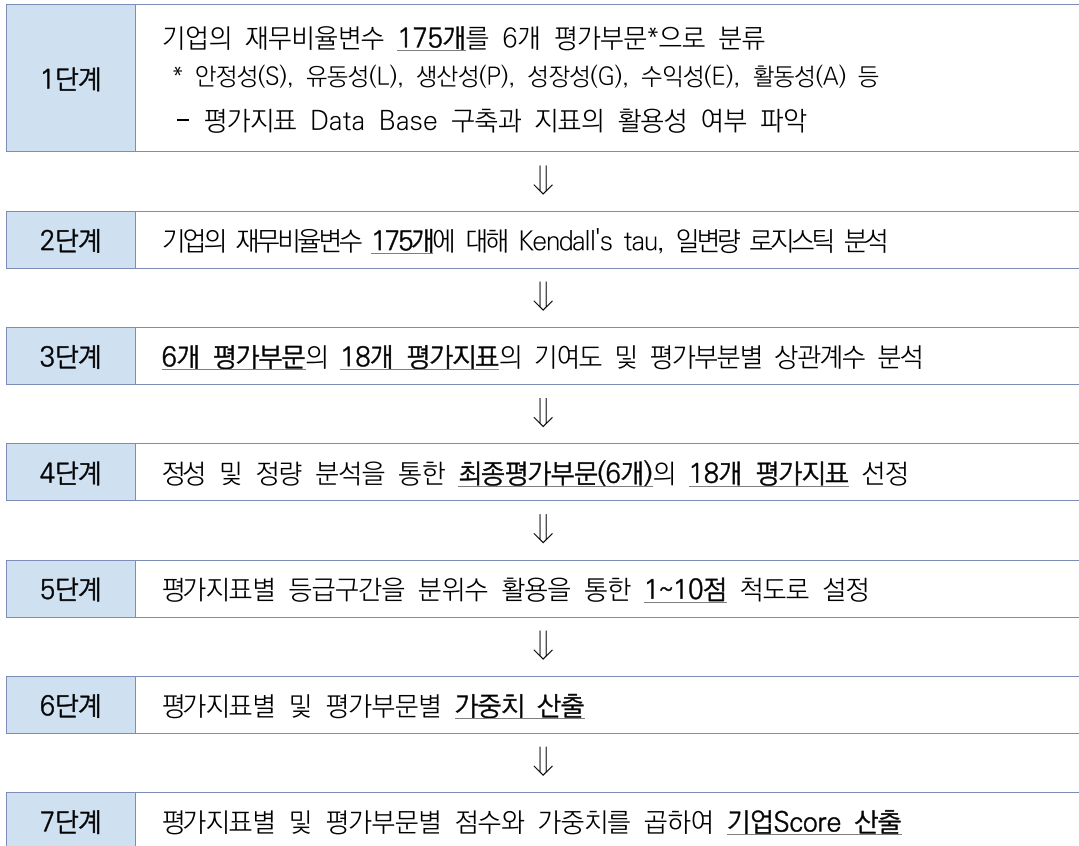 1단계
기업의 재무비율변수 175개를 6개 평가부문*으로 분류
* 안정성(S), 유동성(L), 생산성(P), 성장성(G), 수익성(E), 활동성(A) 등
- 평가지표 Data Base 구축과 지표의 활용성 여부 파악
⇓
2단계
기업의 재무비율변수 175개에 대해 Kendall's tau, 일변량 로지스틱 분석
⇓
3단계
6개 평가부문의 18개 평가지표의 기여도 및 평가부분별 상관계수 분석
⇓
4단계
정성 및 정량 분석을 통한 최종평가부문(6개)의 18개 평가지표 선정
⇓
5단계
평가지표별 등급구간을 분위수 활용을 통한 1~10점 척도로 설정
⇓
6단계
평가지표별 및 평가부문별 가중치 산출
⇓
7단계
평가지표별 및 평가부문별 점수와 가중치를 곱하여 기업Score 산출